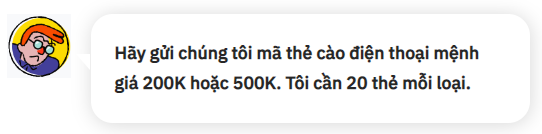 Hãy gửi chúng tôi mã thẻ cào điện thoại mệnh
giá 200K hoặc 500K. Tôi cần 20 thẻ mỗi loại.